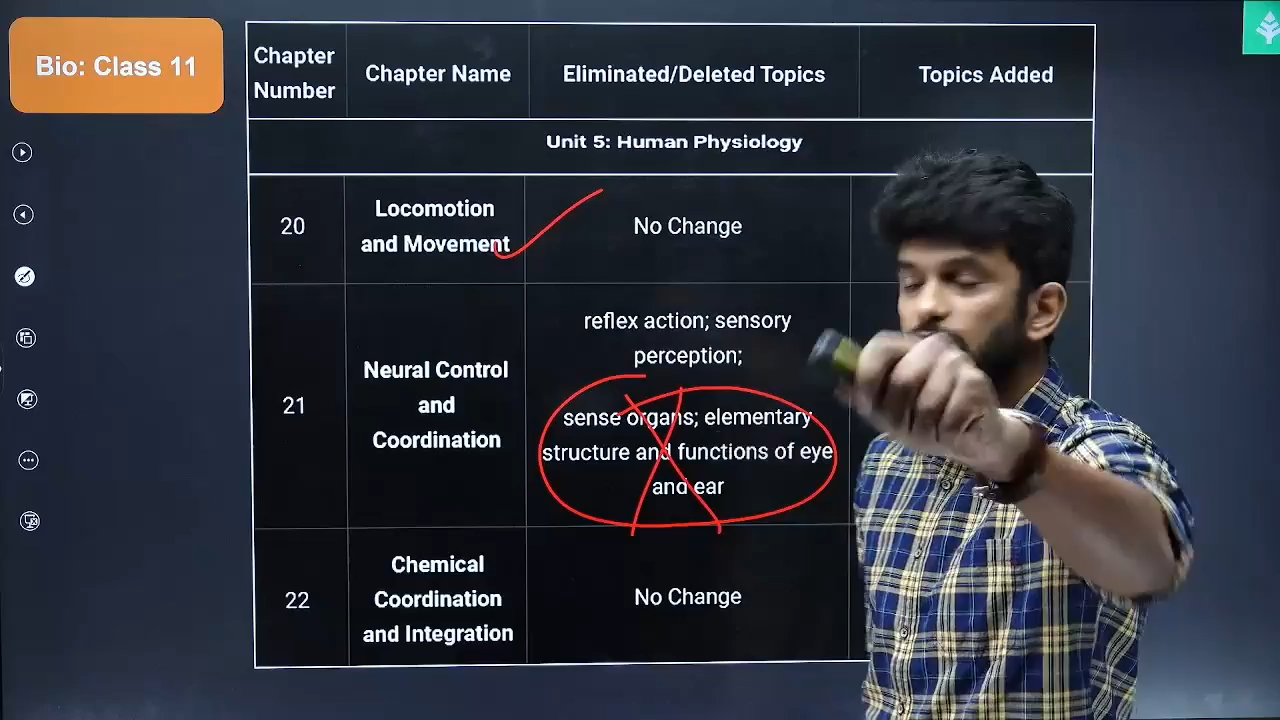 Bio: Class 11
Chapter Number
Chapter Name
Eliminated/Deleted Topics
Topics Added
Unit 5: Human Physiology
20
Locomotion
and Movement
No Change
21
Neural Control
and
Coordination
reflex action; sensory
perception;
sense organs; elementary
structure and functions of eye
and ear
22
Chemical
Coordination
and Integration
No Change